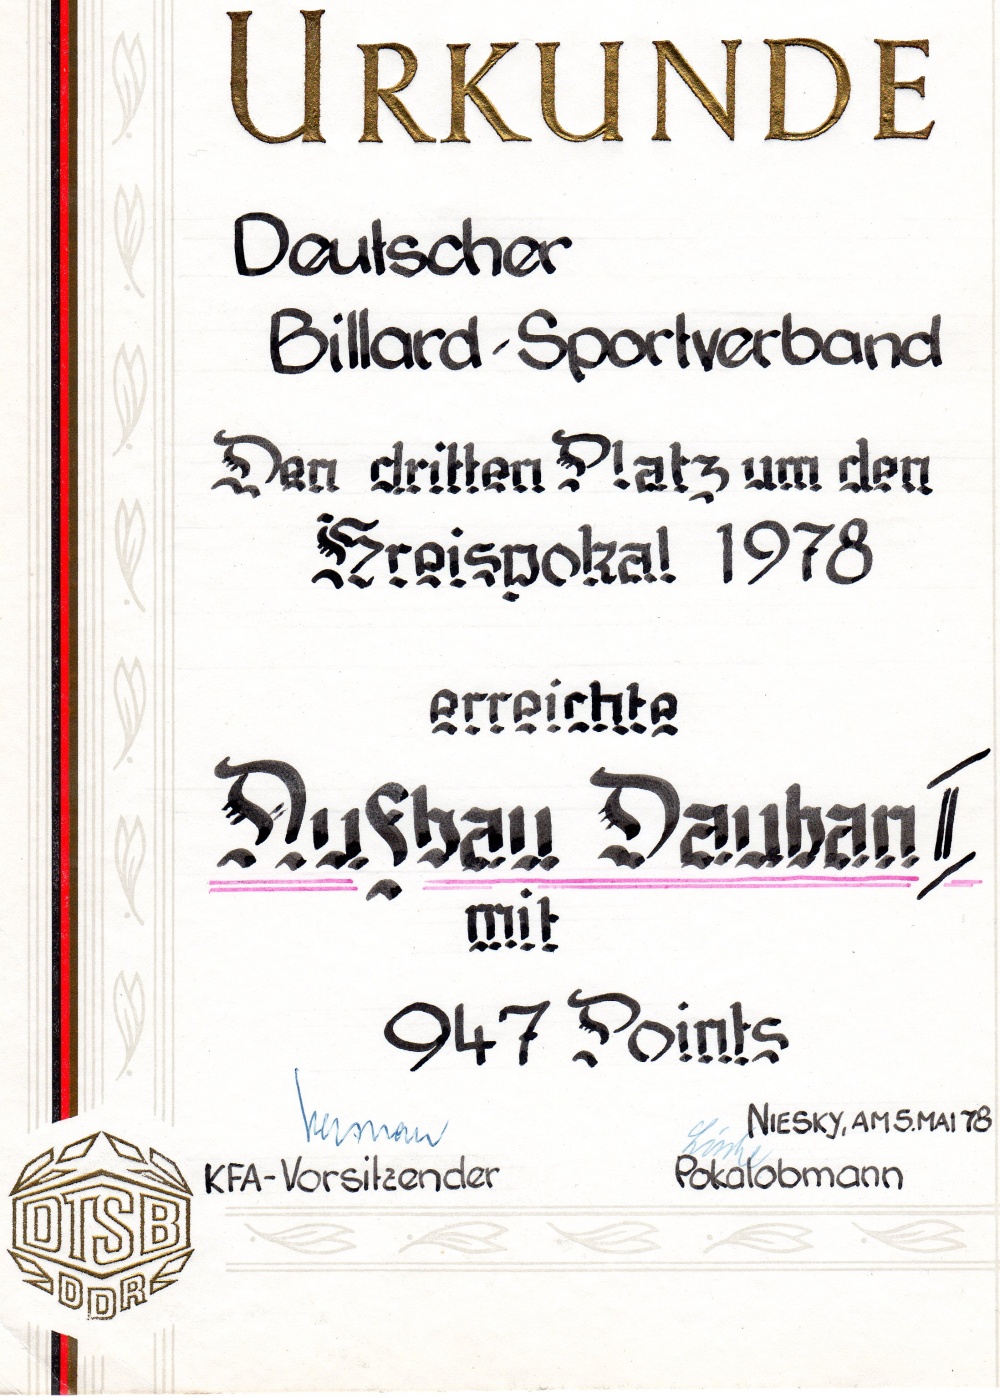 URKUNDE
Deutscher
Billard-Sportverband
Den dritten Platz um den
Kreispokal 1978
erreichte
Aufbau Dauban II
mit
947 Points
NIESKY, AM 5. MAI 78
KFA-Vorsitzender
Pokalobmann
DTSB
DDR